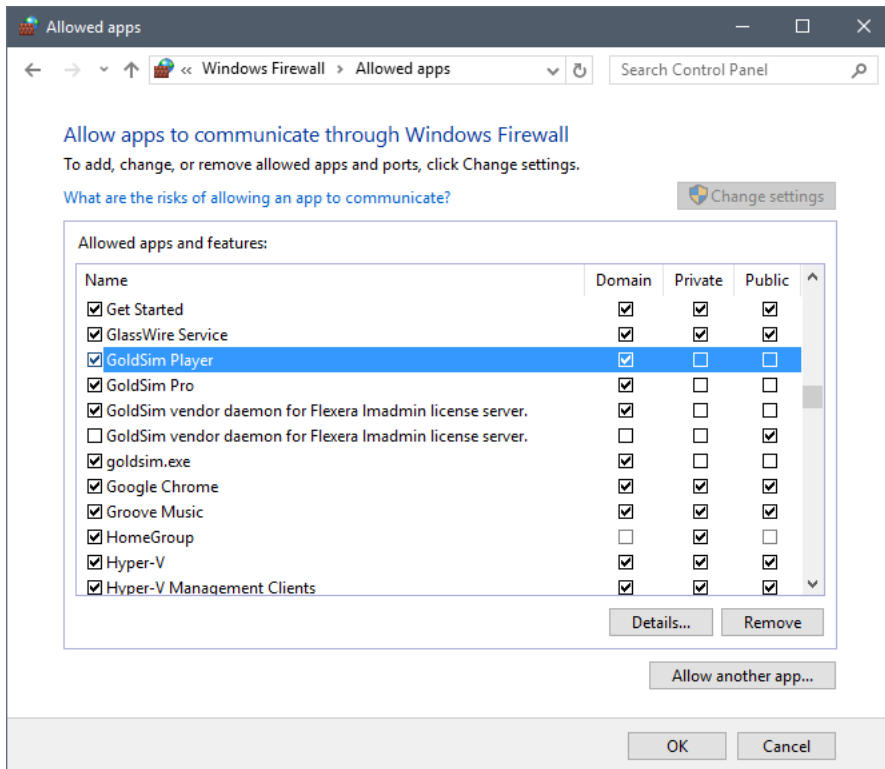 Allowed apps
« Windows Firewall › Allowed apps
Search Control Panel
Allow apps to communicate through Windows Firewall
To add, change, or remove allowed apps and ports, click Change settings.
What are the risks of allowing an app to communicate?
Change settings
Allowed apps and features:
Name Domain Private Public
Get Started
GlassWire Service
GoldSim Player
GoldSim Pro
GoldSim vendor daemon for Flexera lmadmin license server.
GoldSim vendor daemon for Flexera lmadmin license server.
goldsim.exe
Google Chrome
Groove Music
HomeGroup
Hyper-V
Hyper-V Management Clients
Details... Remove
Allow another app...
OK Cancel